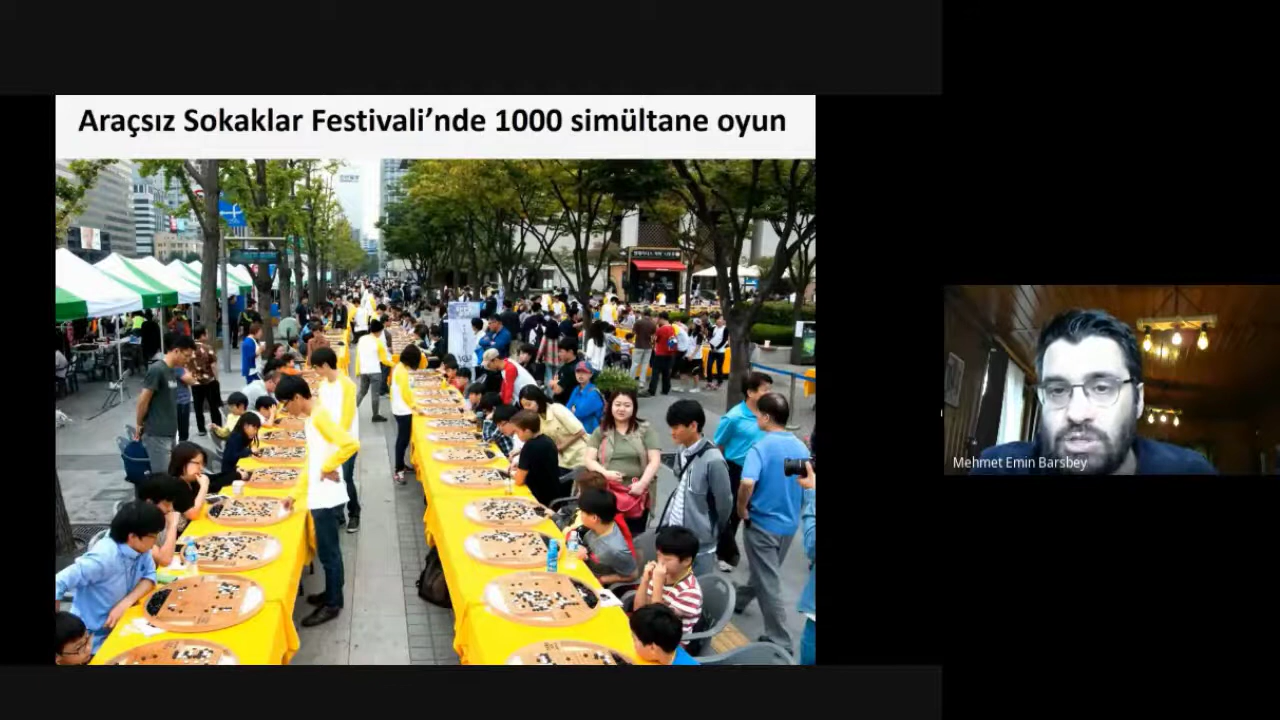 Araçsız Sokaklar Festivali’nde 1000 simültane oyun
Mehmet Emin Barsbey